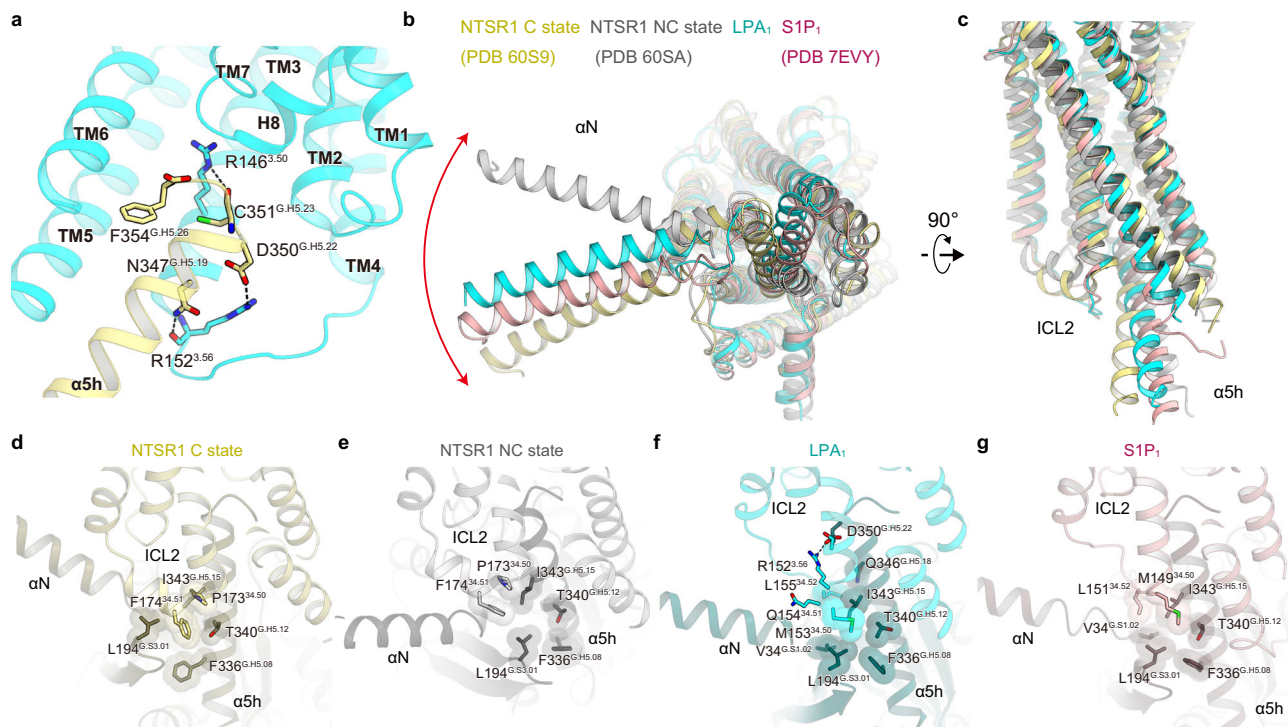 a
TM7
TM3
TM6
H8
TM1
TM2
R146³·⁵⁰
C351ᴳ·ᴴ⁵·²³
F354ᴳ·ᴴ⁵·²⁶
TM5
D350ᴳ·ᴴ⁵·²²
N347ᴳ·ᴴ⁵·¹⁹
TM4
R152³·⁵⁶
α5h
b
NTSR1 C state NTSR1 NC state LPA₁ S1P₁
(PDB 60S9) (PDB 60SA) (PDB 7EVY)
αN
90°
c
ICL2
α5h
d
NTSR1 C state
ICL2
αN
I343ᴳ·ᴴ⁵·¹⁵
F174³⁴·⁵¹
P173³⁴·⁵⁰
T340ᴳ·ᴴ⁵·¹²
L194ᴳ·ˢ³·⁰¹
F336ᴳ·ᴴ⁵·⁰⁸
α5h
e
NTSR1 NC state
ICL2
P173³⁴·⁵⁰
I343ᴳ·ᴴ⁵·¹⁵
F174³⁴·⁵¹
T340ᴳ·ᴴ⁵·¹²
αN
α5h
L194ᴳ·ˢ³·⁰¹
F336ᴳ·ᴴ⁵·⁰⁸
f
LPA₁
ICL2
D350ᴳ·ᴴ⁵·²²
R152³·⁵⁶
Q346ᴳ·ᴴ⁵·¹⁸
L155³⁴·⁵²
I343ᴳ·ᴴ⁵·¹⁵
Q154³⁴·⁵¹
T340ᴳ·ᴴ⁵·¹²
M153³⁴·⁵⁰
αN
V34ᴳ·ˢ¹·⁰²
F336ᴳ·ᴴ⁵·⁰⁸
L194ᴳ·ˢ³·⁰¹
α5h
g
S1P₁
ICL2
M149³⁴·⁵⁰
L151³⁴·⁵²
I343ᴳ·ᴴ⁵·¹⁵
V34ᴳ·ˢ¹·⁰²
T340ᴳ·ᴴ⁵·¹²
αN
L194ᴳ·ˢ³·⁰¹
F336ᴳ·ᴴ⁵·⁰⁸
α5h